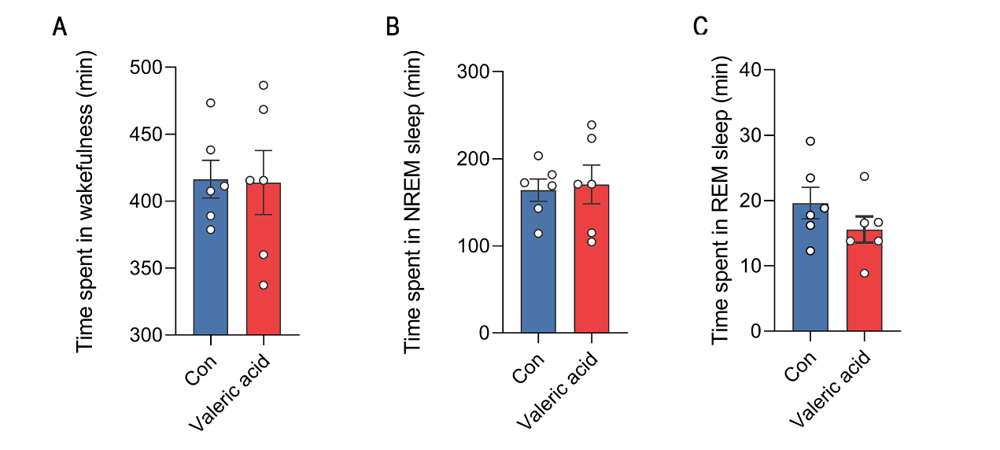 A
Time spent in wakefulness (min)
500
450
400
350
300
Con
Valeric acid
B
Time spent in NREM sleep (min)
300
200
100
0
Con
Valeric acid
C
Time spent in REM sleep (min)
40
30
20
10
0
Con
Valeric acid